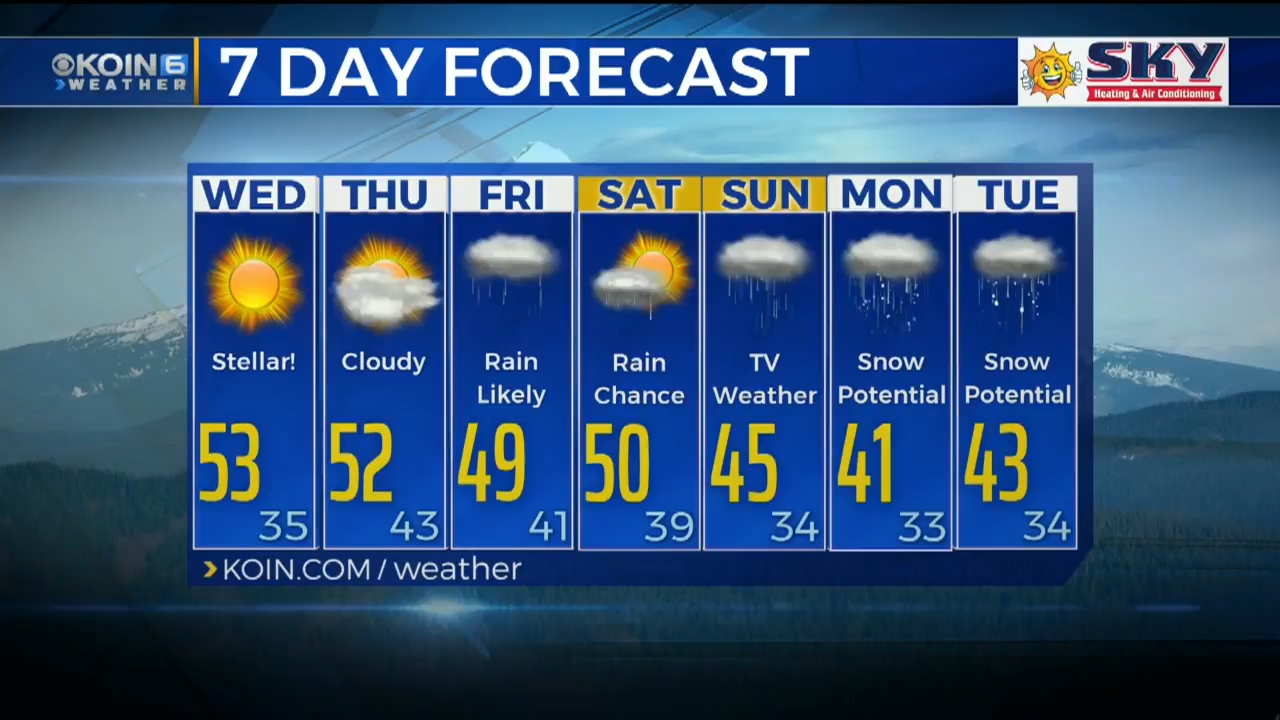 KOIN 6
WEATHER
7 DAY FORECAST
SKY
Heating & Air Conditioning
WED
Stellar!
53
35
THU
Cloudy
52
43
FRI
Rain
Likely
49
41
SAT
Rain
Chance
50
39
SUN
TV
Weather
45
34
MON
Snow
Potential
41
33
TUE
Snow
Potential
43
34
KOIN.COM / weather